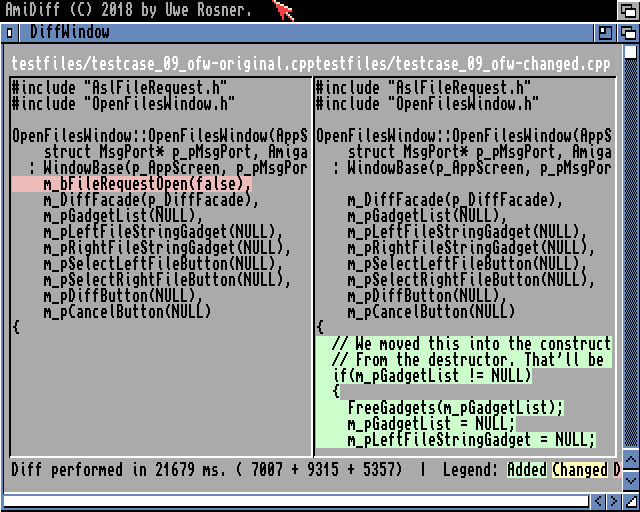 AmiDiff (C) 2018 by Uwe Rosner.
DiffWindow
testfiles/testcase_09_ofw-original.cpp
#include "AslFileRequest.h"
#include "OpenFilesWindow.h"
OpenFilesWindow::OpenFilesWindow(AppS
struct MsgPort* p_pMsgPort, Amiga
: WindowBase(p_AppScreen, p_pMsgPor
m_bFileRequestOpen(false),
m_DiffFacade(p_DiffFacade),
m_pGadgetList(NULL),
m_pLeftFileStringGadget(NULL),
m_pRightFileStringGadget(NULL),
m_pSelectLeftFileButton(NULL),
m_pSelectRightFileButton(NULL),
m_pDiffButton(NULL),
m_pCancelButton(NULL)
{
testfiles/testcase_09_ofw-changed.cpp
#include "AslFileRequest.h"
#include "OpenFilesWindow.h"
OpenFilesWindow::OpenFilesWindow(AppS
struct MsgPort* p_pMsgPort, Amiga
: WindowBase(p_AppScreen, p_pMsgPor
m_DiffFacade(p_DiffFacade),
m_pGadgetList(NULL),
m_pLeftFileStringGadget(NULL),
m_pRightFileStringGadget(NULL),
m_pSelectLeftFileButton(NULL),
m_pSelectRightFileButton(NULL),
m_pDiffButton(NULL),
m_pCancelButton(NULL)
{
// We moved this into the construct
// From the destructor. That'll be
if(m_pGadgetList != NULL)
{
FreeGadgets(m_pGadgetList);
m_pGadgetList = NULL;
m_pLeftFileStringGadget = NULL;
Diff performed in 21679 ms. ( 7007 + 9315 + 5357) | Legend: Added Changed D